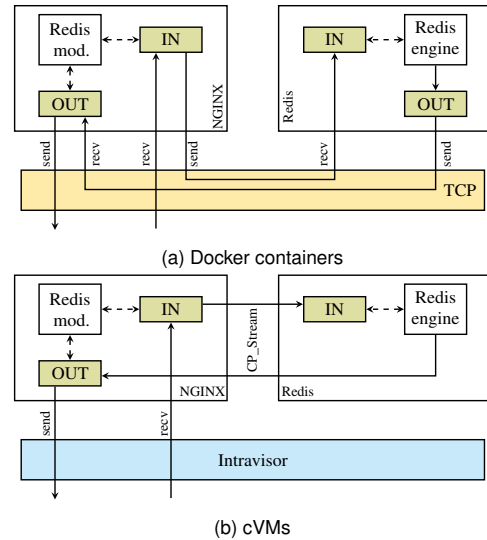 Redis
mod.
IN
OUT
NGINX
send
recv
recv
send
IN
Redis
engine
OUT
Redis
recv
send
TCP
(a) Docker containers
Redis
mod.
IN
OUT
NGINX
CP_Stream
IN
Redis
engine
Redis
send
recv
Intravisor
(b) cVMs